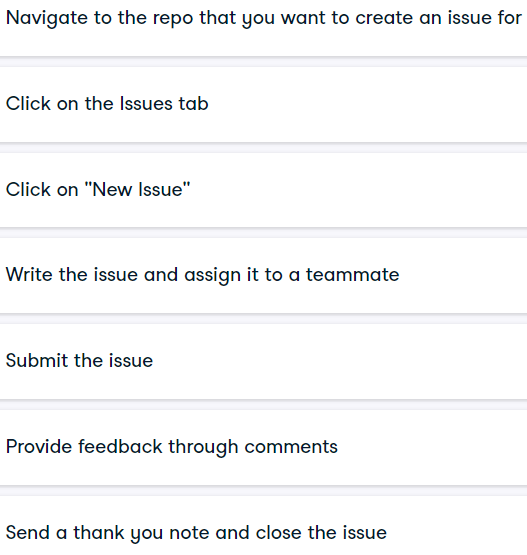 Navigate to the repo that you want to create an issue for
Click on the Issues tab
Click on "New Issue"
Write the issue and assign it to a teammate
Submit the issue
Provide feedback through comments
Send a thank you note and close the issue